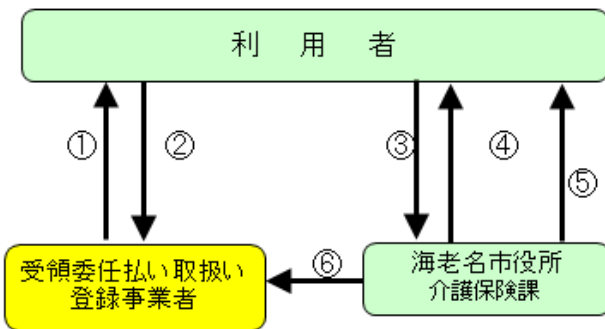 利用者
①
②
③
④
⑤
受領委任払い取扱い
登録事業者
⑥
海老名市役所
介護保険課